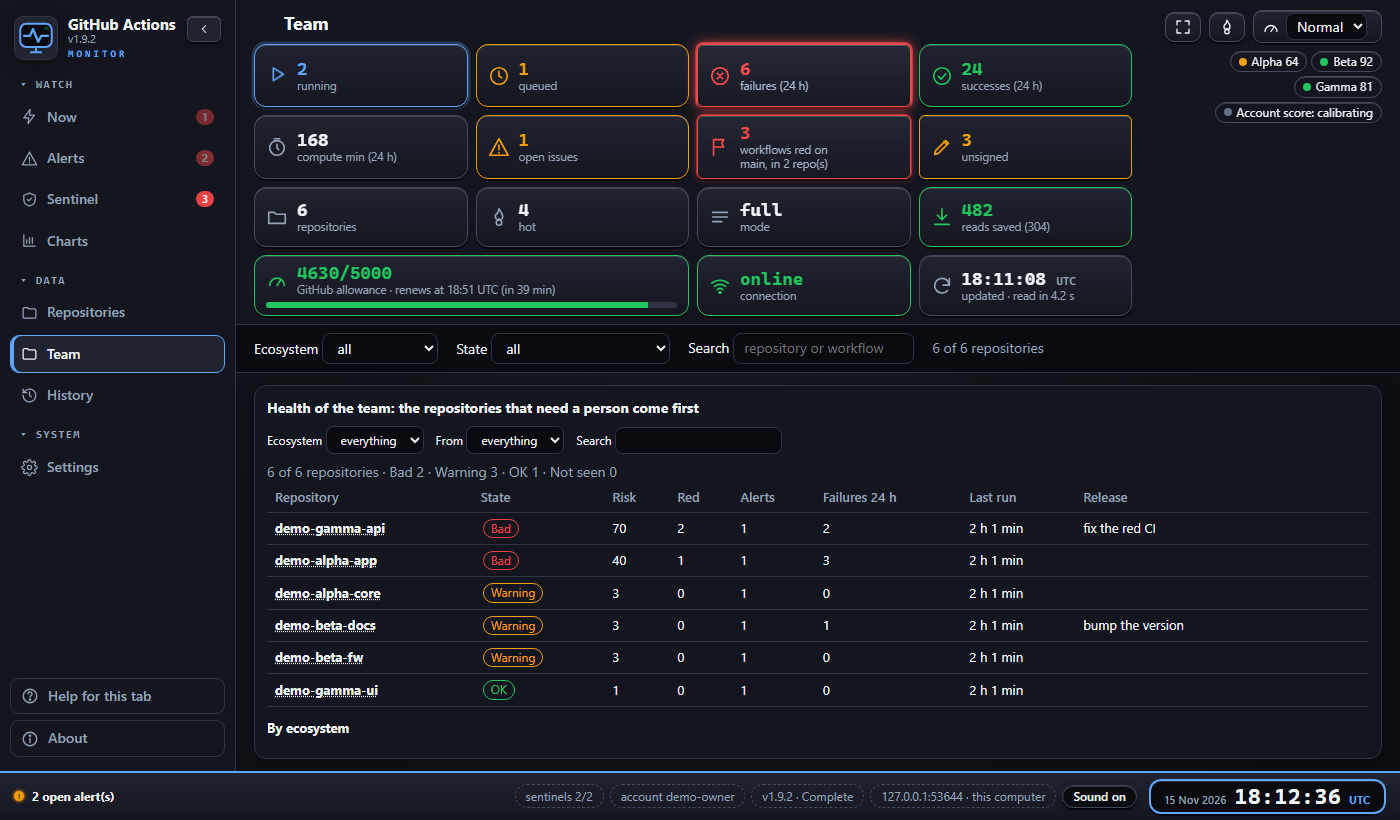 GitHub Actions
v1.9.2
MONITOR
WATCH
Now 1
Alerts 2
Sentinel 3
Charts
DATA
Repositories
Team
History
SYSTEM
Settings
Help for this tab
About
Team
Normal
2
running
1
queued
6
failures (24 h)
24
successes (24 h)
Alpha 64
Beta 92
Gamma 81
Account score: calibrating
168
compute min (24 h)
1
open issues
3
workflows red on
main, in 2 repo(s)
3
unsigned
6
repositories
4
hot
full
mode
482
reads saved (304)
4630/5000
GitHub allowance · renews at 18:51 UTC (in 39 min)
online
connection
18:11:08 UTC
updated · read in 4.2 s
Ecosystem all State all Search repository or workflow 6 of 6 repositories
Health of the team: the repositories that need a person come first
Ecosystem everything From everything Search
6 of 6 repositories · Bad 2 · Warning 3 · OK 1 · Not seen 0
Repository State Risk Red Alerts Failures 24 h Last run Release
demo-gamma-api Bad 70 2 1 2 2 h 1 min fix the red CI
demo-alpha-app Bad 40 1 1 3 2 h 1 min
demo-alpha-core Warning 3 0 1 0 2 h 1 min
demo-beta-docs Warning 3 0 1 1 2 h 1 min bump the version
demo-beta-fw Warning 3 0 1 0 2 h 1 min
demo-gamma-ui OK 1 0 1 0 2 h 1 min
By ecosystem
2 open alert(s)
sentinels 2/2
account demo-owner
v1.9.2 · Complete
127.0.0.1:53644 · this computer
Sound on
15 Nov 2026 18:12:36 UTC